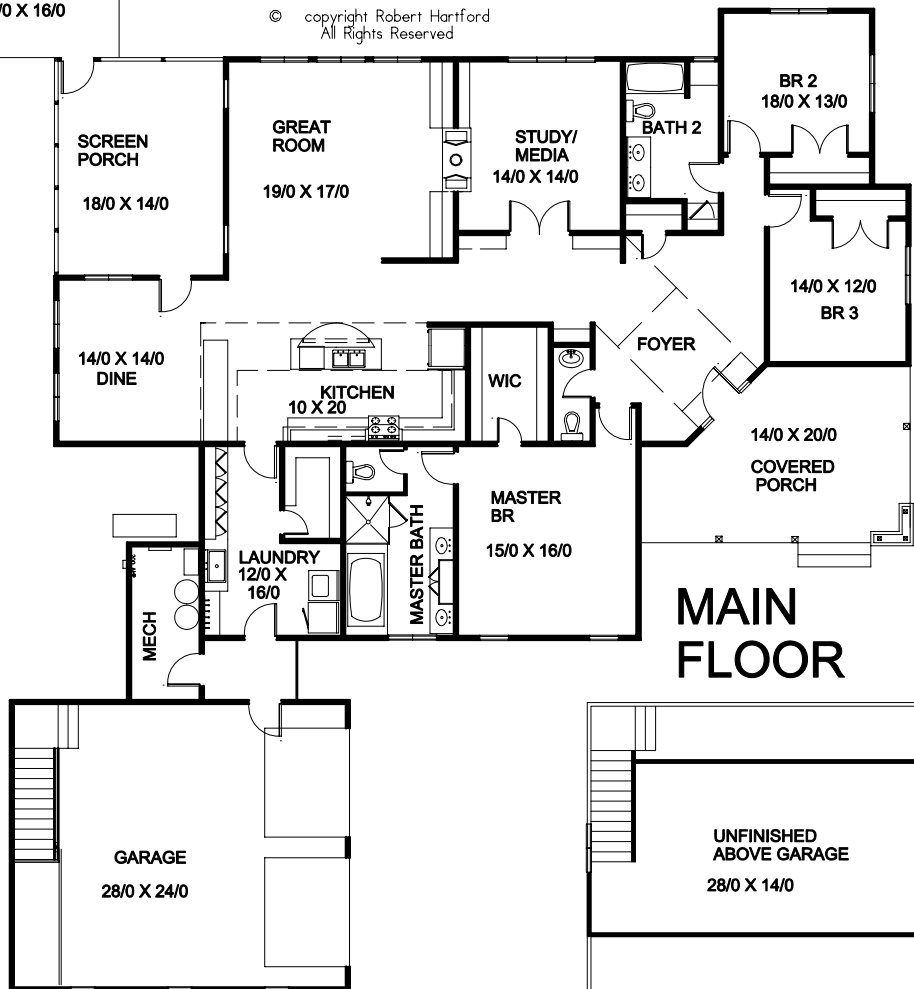 /0 X 16/0
© copyright Robert Hartford
All Rights Reserved
BR 2
18/0 X 13/0
SCREEN
PORCH
18/0 X 14/0
GREAT
ROOM
19/0 X 17/0
STUDY/
MEDIA
14/0 X 14/0
BATH 2
14/0 X 12/0
BR 3
14/0 X 14/0
DINE
KITCHEN
10 X 20
WIC
FOYER
14/0 X 20/0
COVERED
PORCH
MASTER
BR
15/0 X 16/0
MASTER BATH
LAUNDRY
12/0 X
16/0
MECH
MAIN
FLOOR
GARAGE
28/0 X 24/0
UNFINISHED
ABOVE GARAGE
28/0 X 14/0